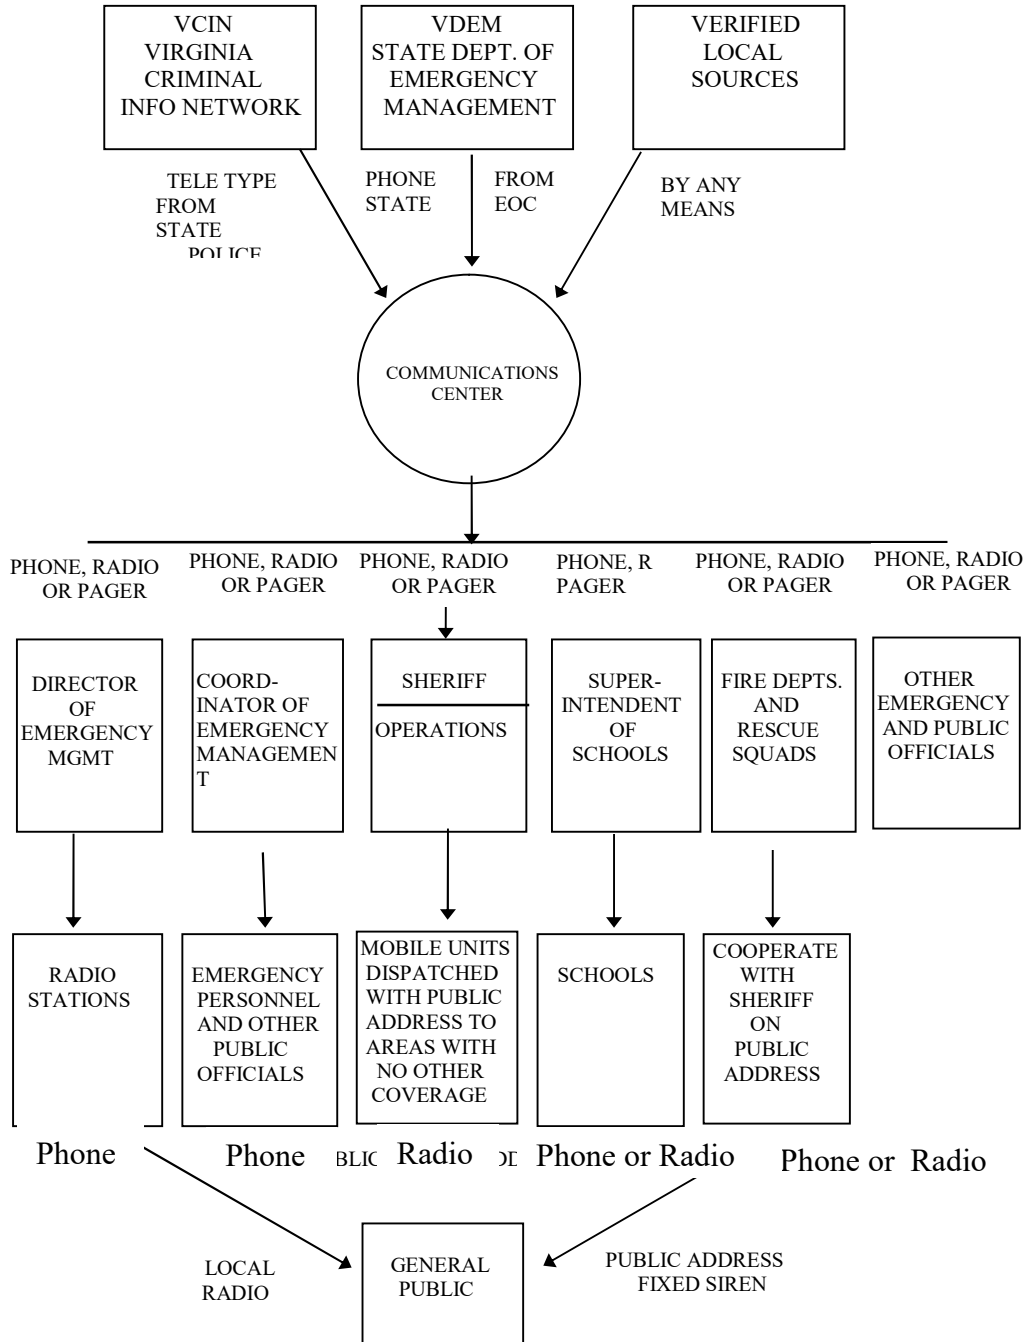 VCIN
VIRGINIA
CRIMINAL
INFO NETWORK
VDEM
STATE DEPT. OF
EMERGENCY
MANAGEMENT
VERIFIED
LOCAL
SOURCES
TELE TYPE
FROM
STATE
POLICE
PHONE
STATE
FROM
EOC
BY ANY
MEANS
COMMUNICATIONS
CENTER
PHONE, RADIO
OR PAGER
PHONE, RADIO
OR PAGER
PHONE, RADIO
OR PAGER
PHONE, R
PAGER
PHONE, RADIO
OR PAGER
PHONE, RADIO
OR PAGER
DIRECTOR
OF
EMERGENCY
MGMT
COORD-
INATOR OF
EMERGENCY
MANAGEMEN
T
SHERIFF
OPERATIONS
SUPER-
INTENDENT
OF
SCHOOLS
FIRE DEPTS.
AND
RESCUE
SQUADS
OTHER
EMERGENCY
AND PUBLIC
OFFICIALS
RADIO
STATIONS
EMERGENCY
PERSONNEL
AND OTHER
PUBLIC
OFFICIALS
MOBILE UNITS
DISPATCHED
WITH PUBLIC
ADDRESS TO
AREAS WITH
NO OTHER
COVERAGE
SCHOOLS
COOPERATE
WITH
SHERIFF
ON
PUBLIC
ADDRESS
Phone
Phone
Radio
Phone or Radio
Phone or Radio
LOCAL
RADIO
GENERAL
PUBLIC
PUBLIC ADDRESS
FIXED SIREN